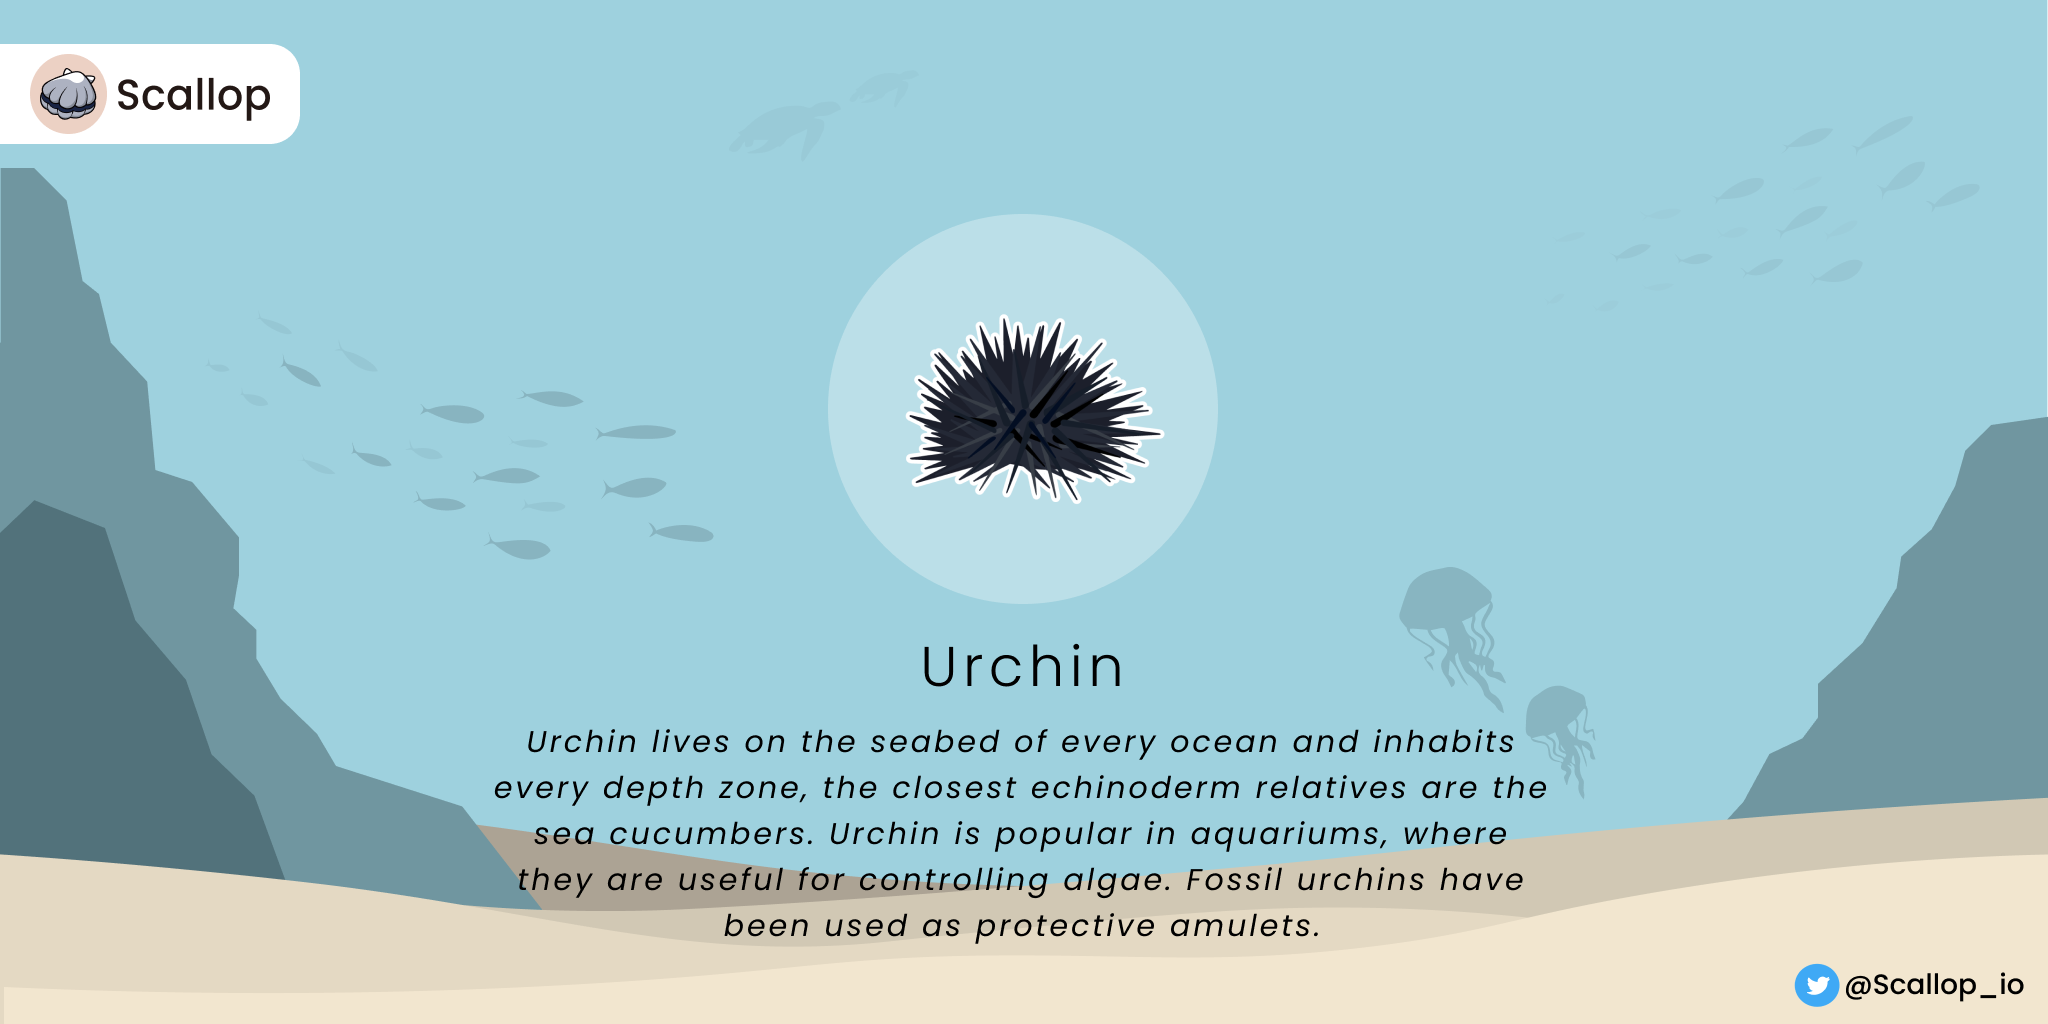 Scallop
Urchin
Urchin lives on the seabed of every ocean and inhabits
every depth zone, the closest echinoderm relatives are the
sea cucumbers. Urchin is popular in aquariums, where
they are useful for controlling algae. Fossil urchins have
been used as protective amulets.
@Scallop_io